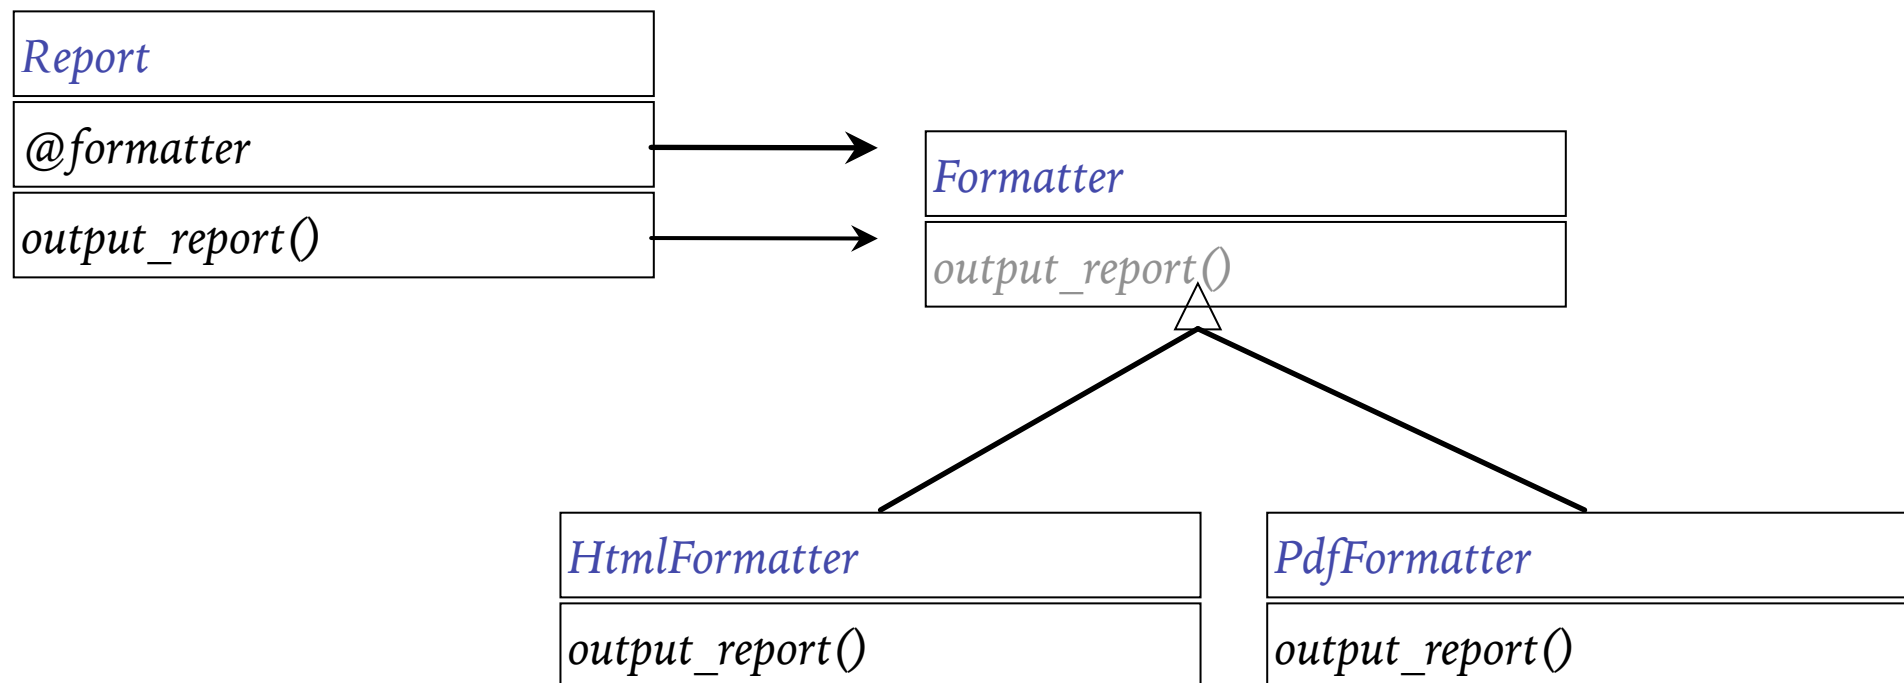 Report
@formatter
output_report()
Formatter
output_report()
HtmlFormatter
output_report()
PdfFormatter
output_report()